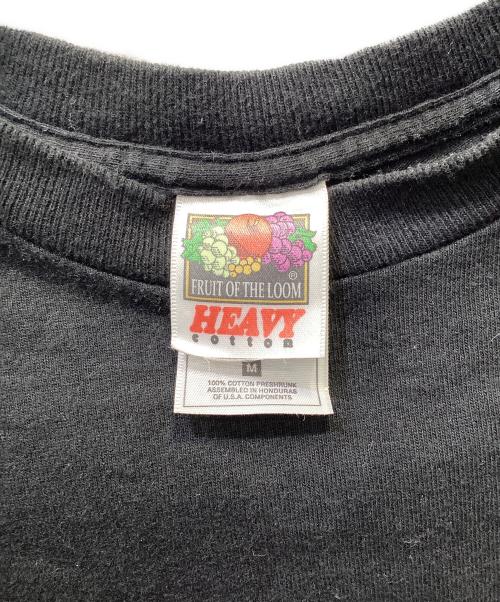 ®
FRUIT OF THE LOOM
HEAVY
cotton
M
100% COTTON PRESHRUNK
ASSEMBLED IN HONDURAS
OF U.S.A. COMPONENTS